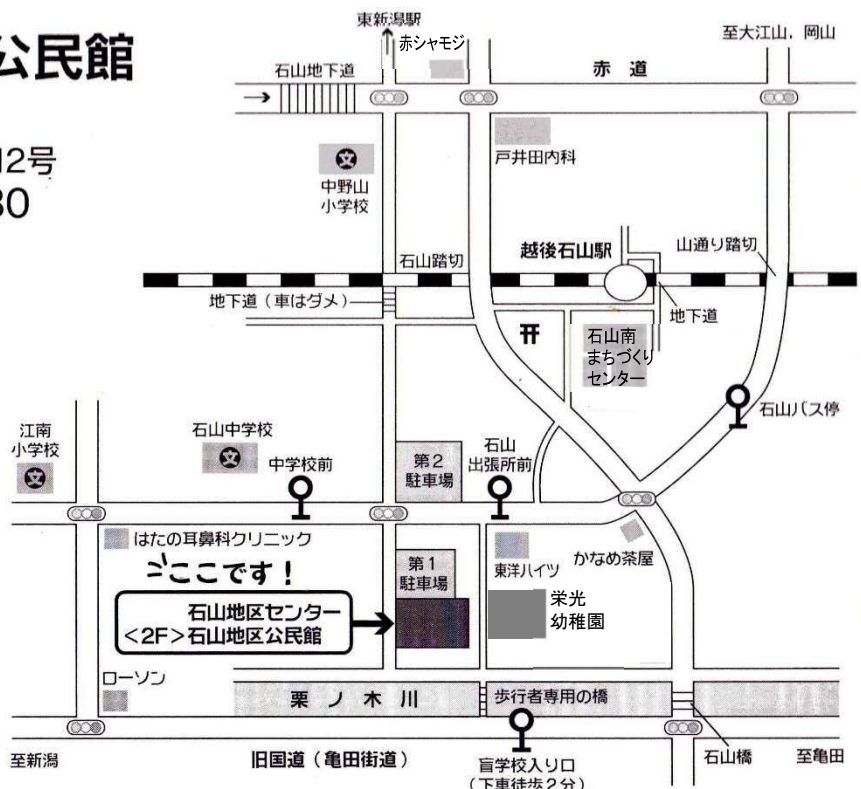 公民館
12号
30
東新潟駅
赤シャモジ
至大江山，岡山
石山地下道
赤　道
中野山
小学校
戸井田内科
石山踏切
越後石山駅
山通り踏切
地下道（車はダメ）
地下道
石山南
まちづくり
センター
石山バス停
江南
小学校
石山中学校
中学校前
第2
駐車場
石山
出張所前
はたの耳鼻科クリニック
ここです！
第1
駐車場
東洋ハイツ
かなめ茶屋
石山地区センター
<2F>石山地区公民館
栄光
幼稚園
ローソン
栗ノ木川
歩行者専用の橋
至新潟
旧国道（亀田街道）
盲学校入り口
（下車徒歩2分）
石山橋
至亀田